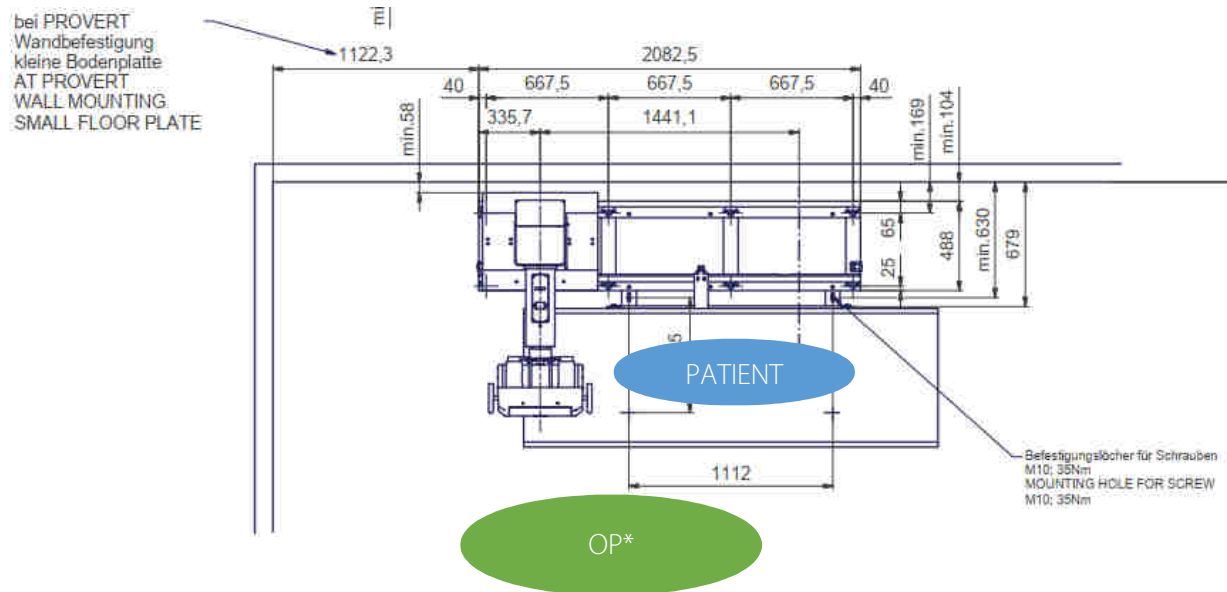 bei PROVERT
Wandbefestigung
kleine Bodenplatte
AT PROVERT
WALL MOUNTING
SMALL FLOOR PLATE
1122,3
2082,5
40
667,5
667,5
667,5
40
335,7
1441,1
min.58
min.169
min.104
65
25
488
min.630
679
PATIENT
1112
Befestigungslöcher für Schrauben
M10; 35Nm
MOUNTING HOLE FOR SCREW
M10; 35Nm
OP*